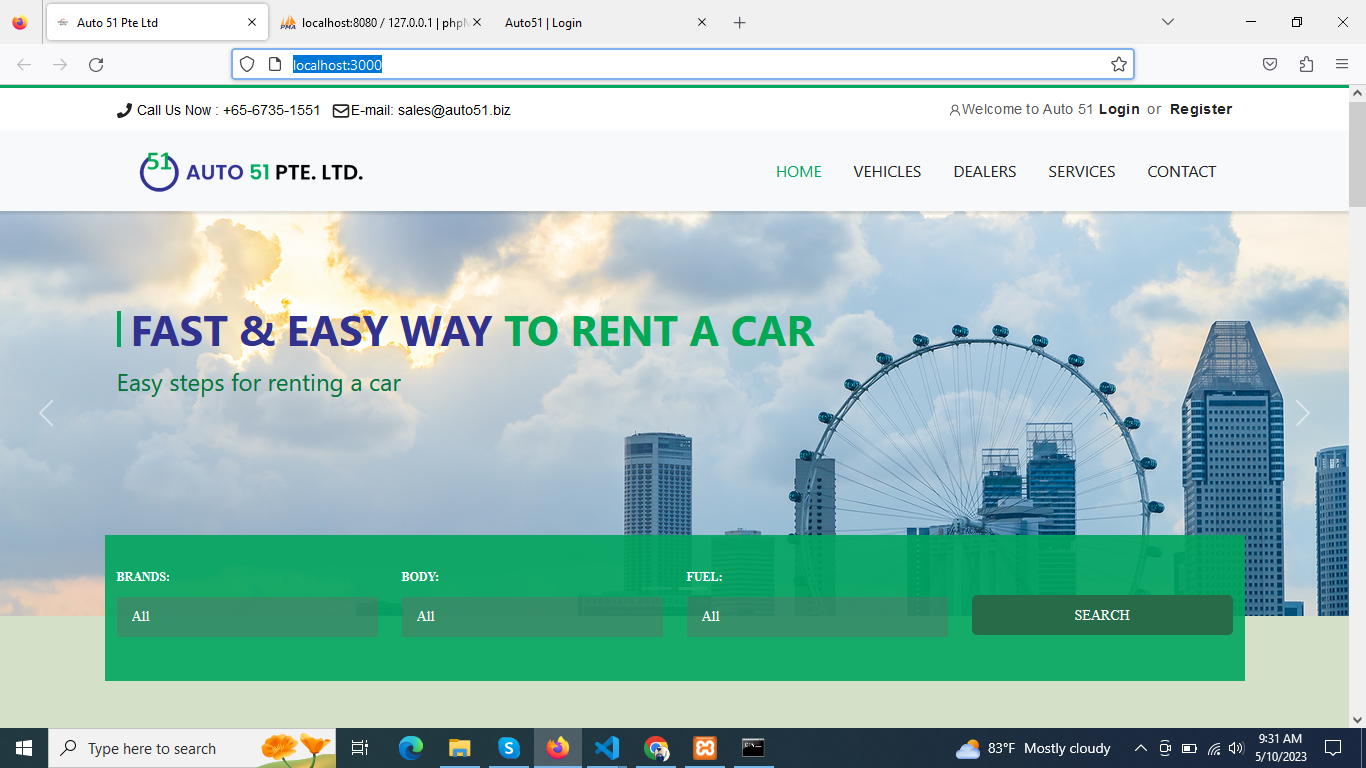 Auto 51 Pte Ltd
localhost:8080 / 127.0.0.1 | phpM
Auto51 | Login
localhost:3000
Call Us Now : +65-6735-1551 E-mail: sales@auto51.biz
Welcome to Auto 51 Login or Register
51 AUTO 51 PTE. LTD.
HOME VEHICLES DEALERS SERVICES CONTACT
FAST & EASY WAY TO RENT A CAR
Easy steps for renting a car
BRANDS: BODY: FUEL:
All All All SEARCH
Type here to search
83°F Mostly cloudy
9:31 AM
5/10/2023